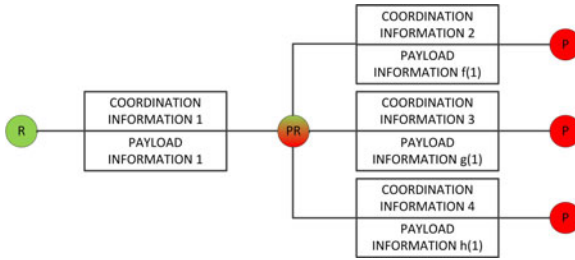 R
COORDINATION
INFORMATION 1
PAYLOAD
INFORMATION 1
PR
COORDINATION
INFORMATION 2
PAYLOAD
INFORMATION f(1)
P
COORDINATION
INFORMATION 3
PAYLOAD
INFORMATION g(1)
P
COORDINATION
INFORMATION 4
PAYLOAD
INFORMATION h(1)
P